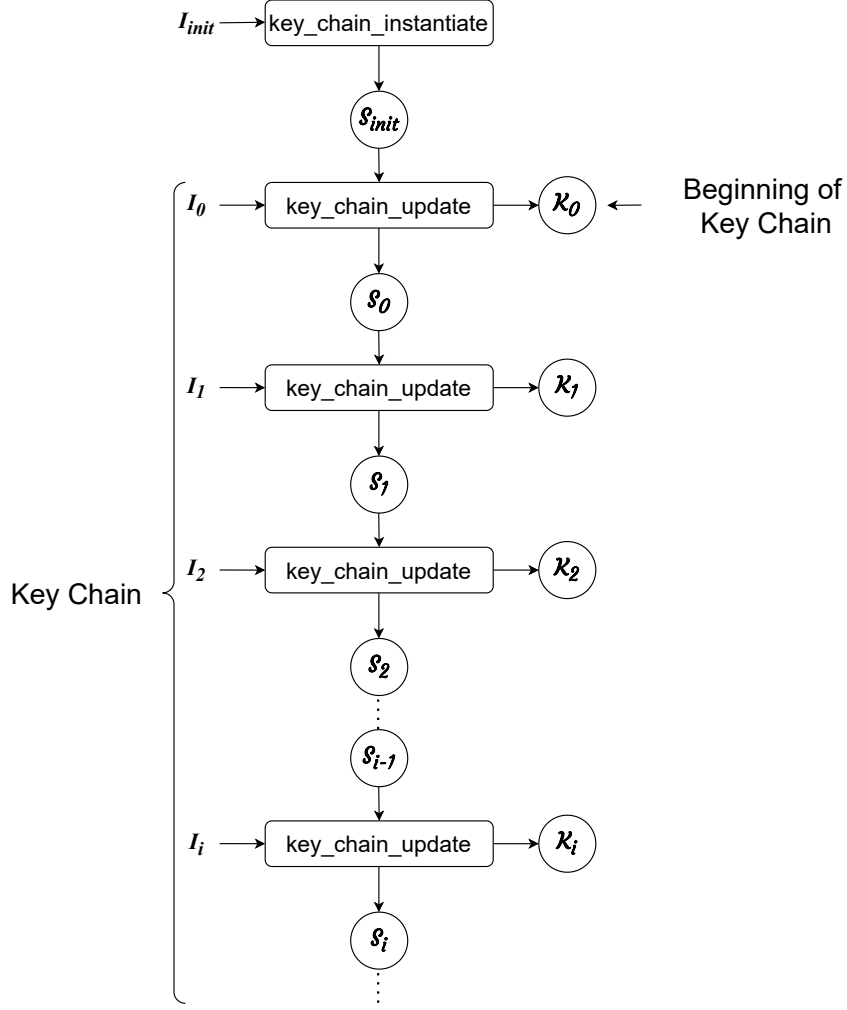 I_init
key_chain_instantiate
S_init
I_0
key_chain_update
K_0
Beginning of
Key Chain
S_0
I_1
key_chain_update
K_1
S_1
I_2
key_chain_update
K_2
Key Chain
S_2
S_i-1
I_i
key_chain_update
K_i
S_i